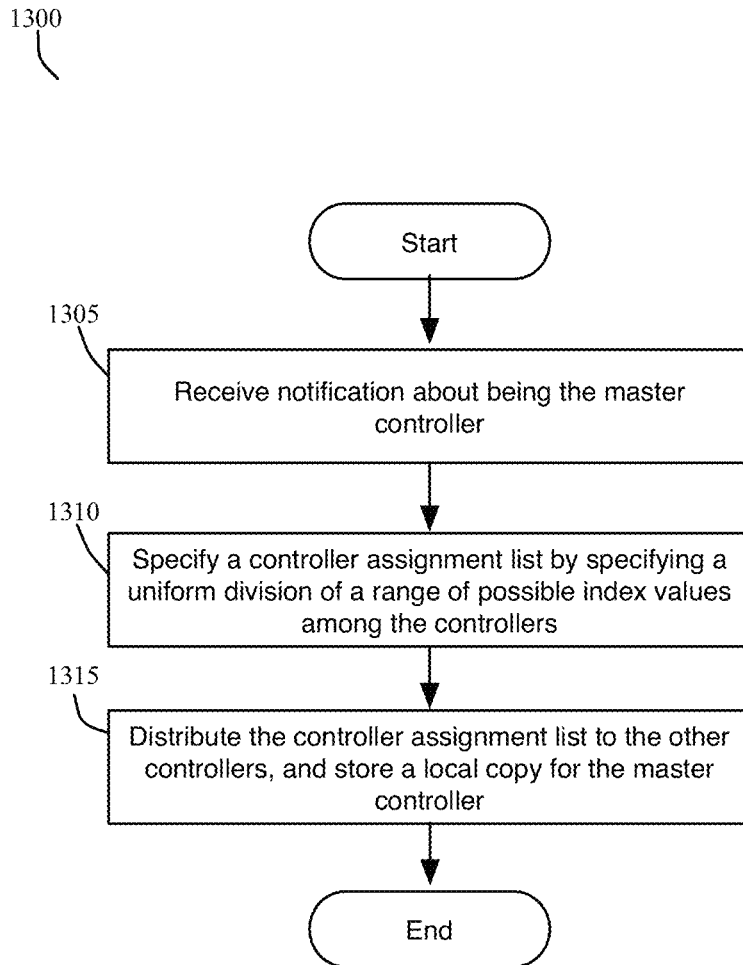 1300
Start
1305
Receive notification about being the master
controller
1310
Specify a controller assignment list by specifying a
uniform division of a range of possible index values
among the controllers
1315
Distribute the controller assignment list to the other
controllers, and store a local copy for the master
controller
End